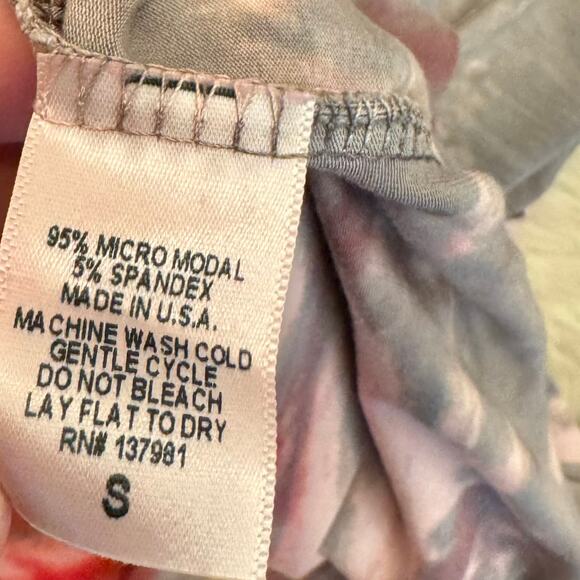 95% MICRO MODAL
5% SPANDEX
MADE IN U.S.A.
MACHINE WASH COLD
GENTLE CYCLE
DO NOT BLEACH
LAY FLAT TO DRY
RN# 137981
S